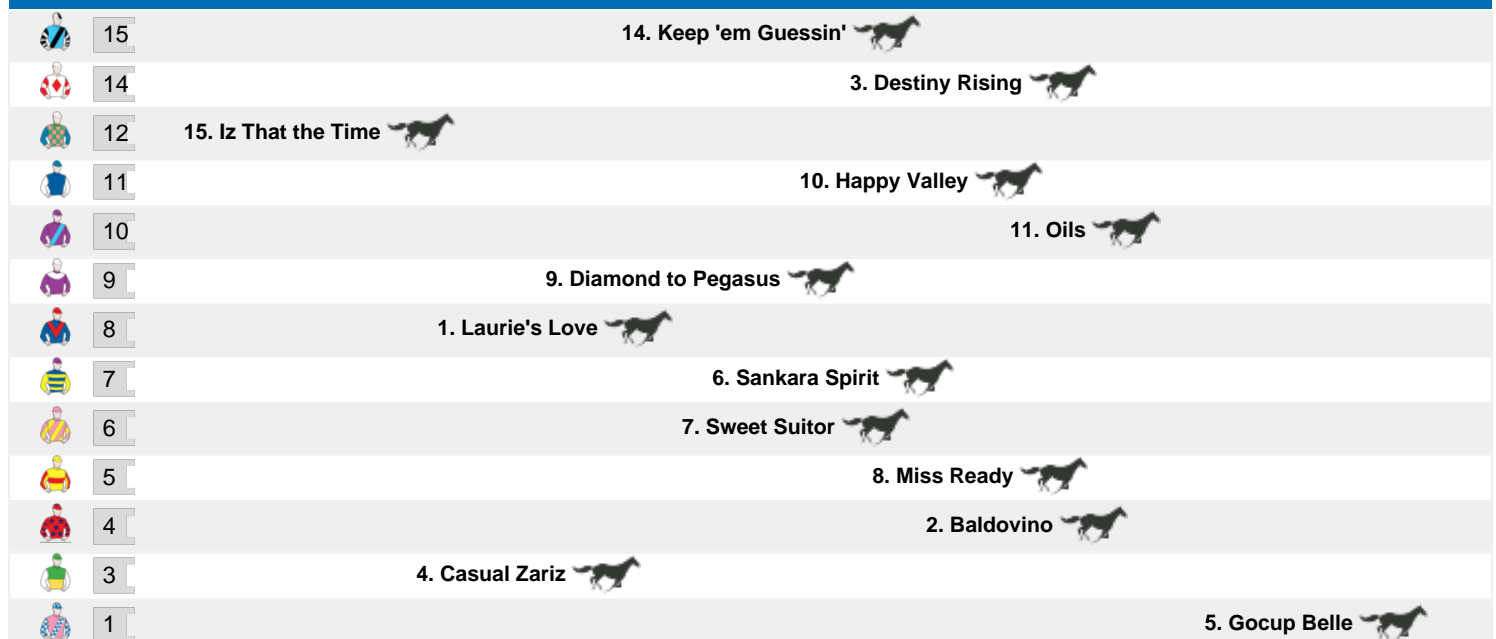 15 14. Keep 'em Guessin'
14 3. Destiny Rising
12 15. Iz That the Time
11 10. Happy Valley
10 11. Oils
9 9. Diamond to Pegasus
8 1. Laurie's Love
7 6. Sankara Spirit
6 7. Sweet Suitor
5 8. Miss Ready
4 2. Baldovino
3 4. Casual Zariz
1 5. Gocup Belle